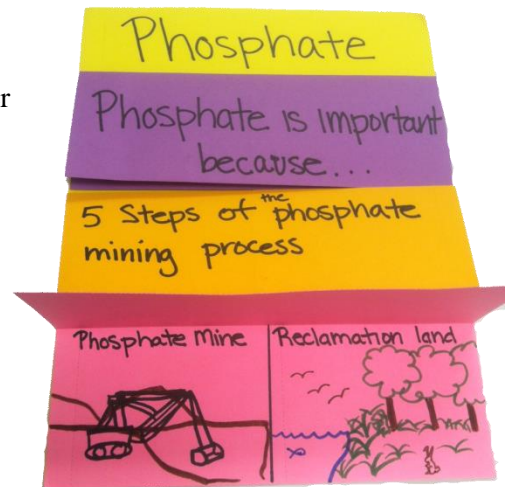 r
Phosphate
Phosphate is important
because...
5 Steps of the phosphate
mining process
Phosphate Mine
Reclamation land